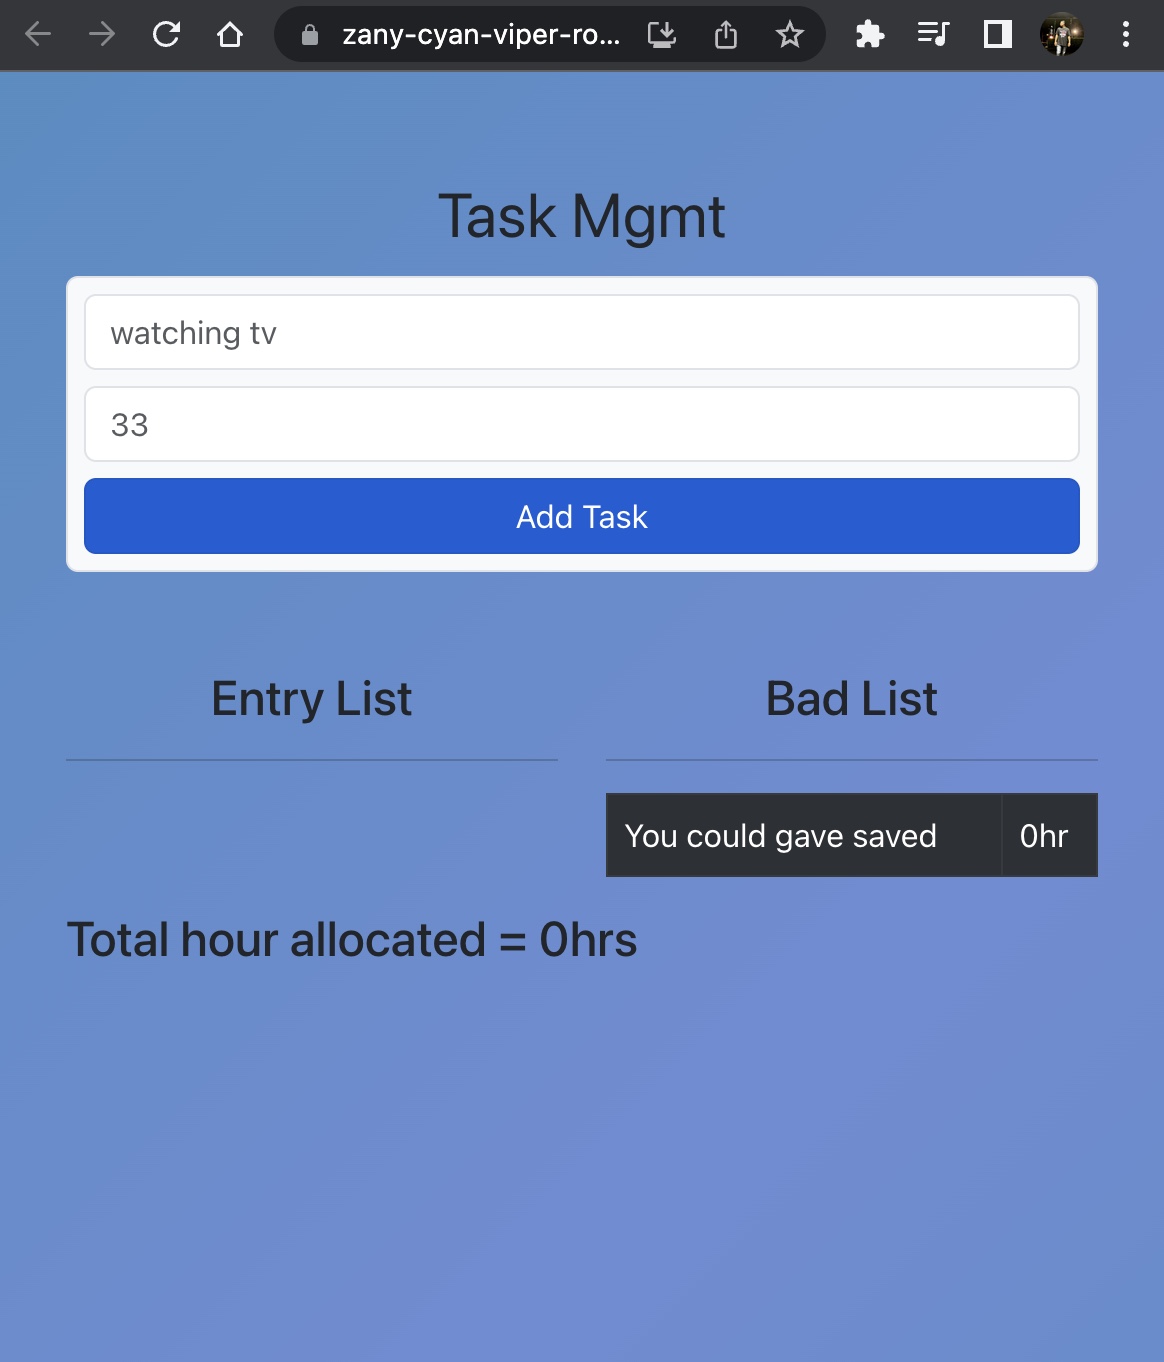 zany-cyan-viper-ro...
Task Mgmt
watching tv
33
Add Task
Entry List
Bad List
You could gave saved 0hr
Total hour allocated = 0hrs